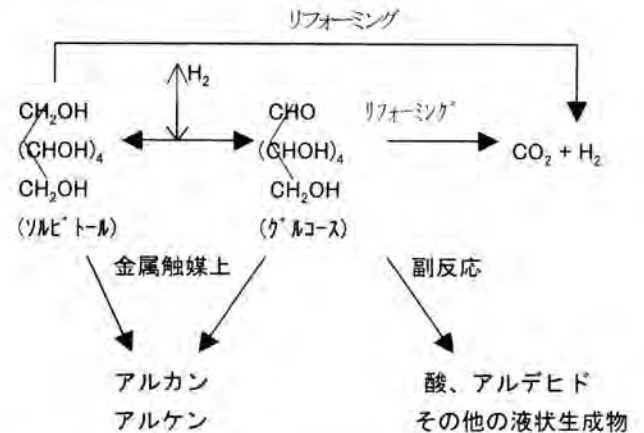 リフォーミング
H₂
CH₂OH
(CHOH)₄
CH₂OH
(ソルビトール)
CHO
(CHOH)₄
CH₂OH
(グルコース)
リフォーミング
CO₂ + H₂
金属触媒上
副反応
アルカン
アルケン
酸、アルデヒド
その他の液状生成物